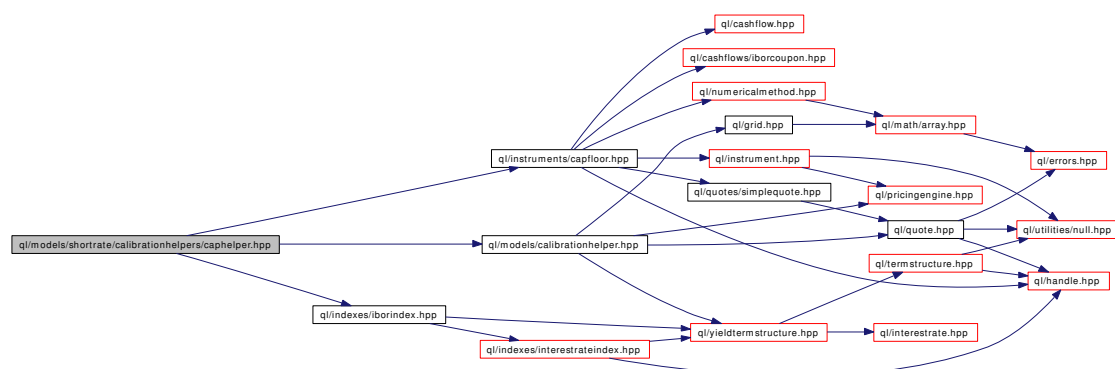 ql/cashflow.hpp
ql/cashflows/iborcoupon.hpp
ql/numericalmethod.hpp
ql/grid.hpp
ql/math/array.hpp
ql/instruments/capfloor.hpp
ql/instrument.hpp
ql/errors.hpp
ql/quotes/simplequote.hpp
ql/pricingengine.hpp
ql/models/shortrate/calibrationhelpers/caphelper.hpp
ql/models/calibrationhelper.hpp
ql/quote.hpp
ql/utilities/null.hpp
ql/termstructure.hpp
ql/handle.hpp
ql/indexes/iborindex.hpp
ql/yieldtermstructure.hpp
ql/interestrate.hpp
ql/indexes/interestrateindex.hpp